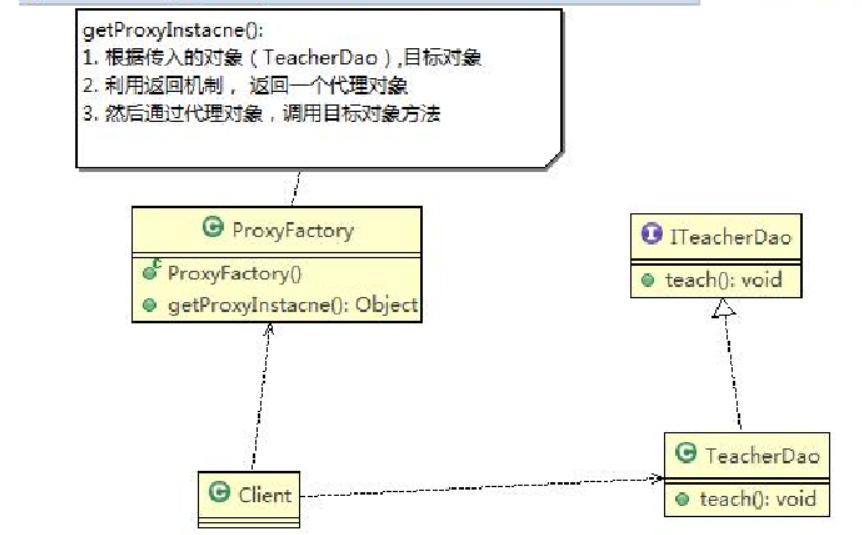 getProxyInstacne():
1. 根据传入的对象（TeacherDao）,目标对象
2. 利用返回机制， 返回一个代理对象
3. 然后通过代理对象，调用目标对象方法
G ProxyFactory
c ProxyFactory()
getProxyInstacne(): Object
I ITeacherDao
teach(): void
G Client
G TeacherDao
teach(): void